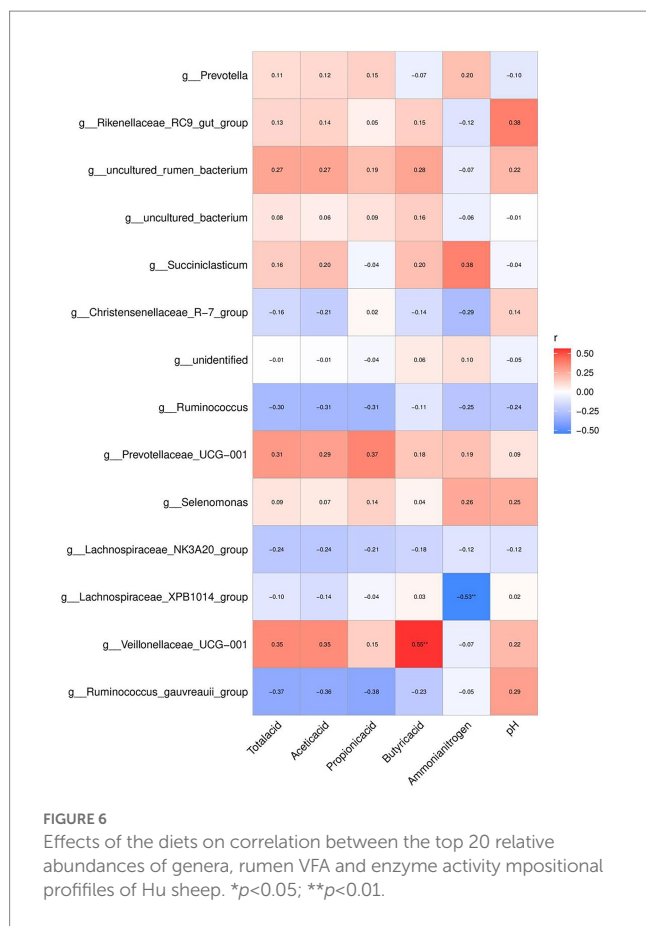 g__Prevotella 0.11 0.12 0.15 −0.07 0.20 −0.10
g__Rikenellaceae_RC9_gut_group 0.13 0.14 0.05 0.15 −0.12 0.38
g__uncultured_rumen_bacterium 0.27 0.27 0.19 0.28 −0.07 0.22
g__uncultured_bacterium 0.08 0.06 0.09 0.16 −0.06 −0.01
g__Succiniclasticum 0.16 0.20 −0.04 0.20 0.38 −0.04
g__Christensenellaceae_R−7_group −0.16 −0.21 0.02 −0.14 −0.29 0.14
g__unidentified −0.01 −0.01 −0.04 0.06 0.10 −0.05
g__Ruminococcus −0.30 −0.31 −0.31 −0.11 −0.25 −0.24
g__Prevotellaceae_UCG−001 0.31 0.29 0.37 0.18 0.19 0.09
g__Selenomonas 0.09 0.07 0.14 0.04 0.26 0.25
g__Lachnospiraceae_NK3A20_group −0.24 −0.24 −0.21 −0.18 −0.12 −0.12
g__Lachnospiraceae_XPB1014_group −0.10 −0.14 −0.04 0.03 −0.53** 0.02
g__Veillonellaceae_UCG−001 0.35 0.35 0.15 0.55** −0.07 0.22
g__Ruminococcus_gauvreauii_group −0.37 −0.36 −0.38 −0.23 −0.05 0.29
Totalacid Aceticacid Propionicacid Butyricacid Ammonianitrogen pH
r
0.50
0.25
0.00
−0.25
−0.50
FIGURE 6
Effects of the diets on correlation between the top 20 relative
abundances of genera, rumen VFA and enzyme activity mpositional
profifiles of Hu sheep. *p<0.05; **p<0.01.